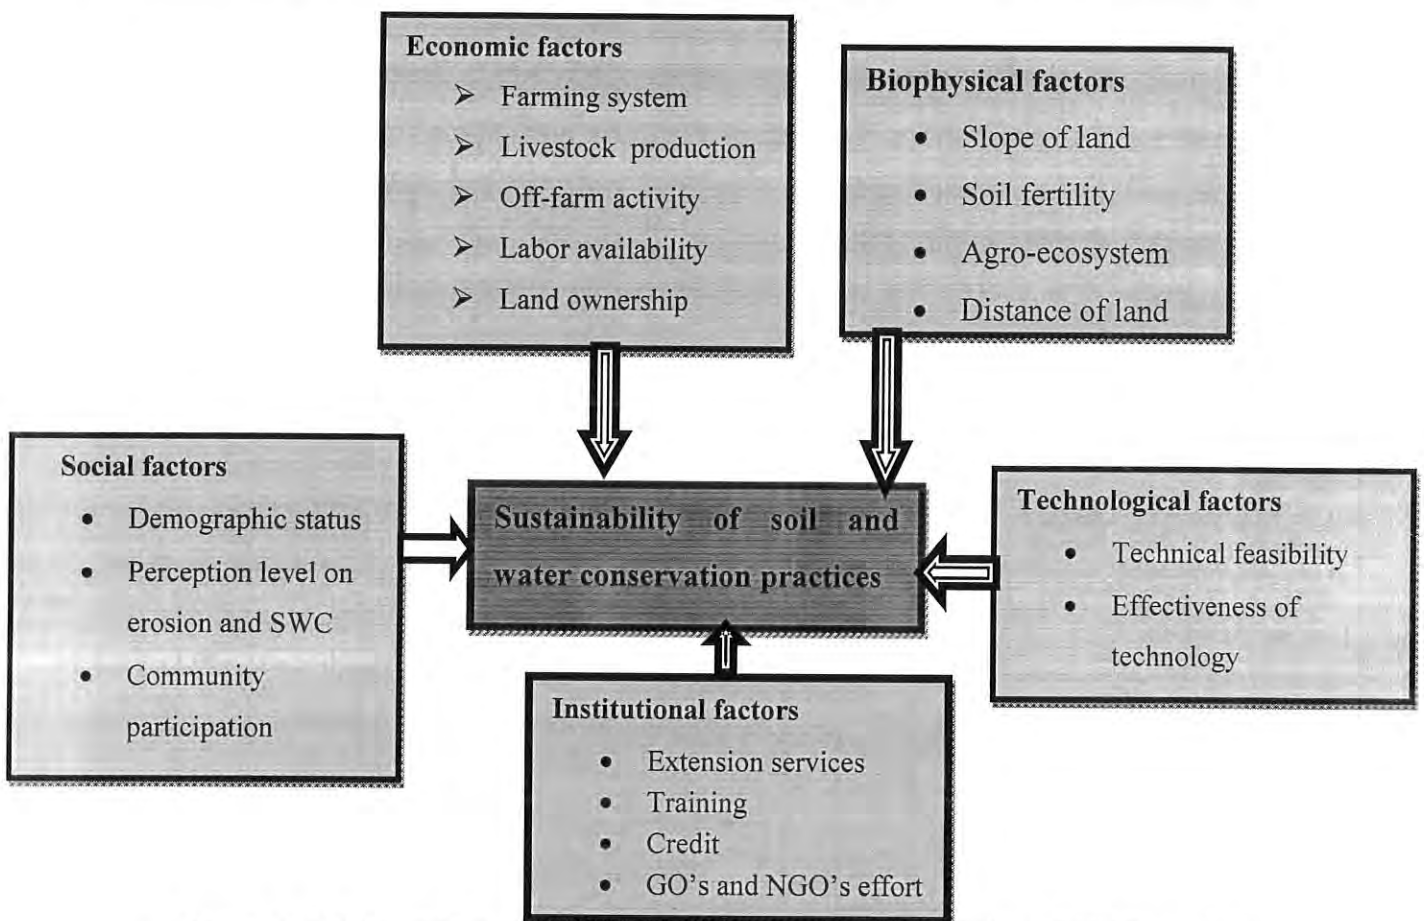 Economic factors
➢ Farming system
➢ Livestock production
➢ Off-farm activity
➢ Labor availability
➢ Land ownership
Biophysical factors
• Slope of land
• Soil fertility
• Agro-ecosystem
• Distance of land
Social factors
• Demographic status
• Perception level on
erosion and SWC
• Community
participation
Sustainability of soil and
water conservation practices
Technological factors
• Technical feasibility
• Effectiveness of
technology
Institutional factors
• Extension services
• Training
• Credit
• GO's and NGO's effort